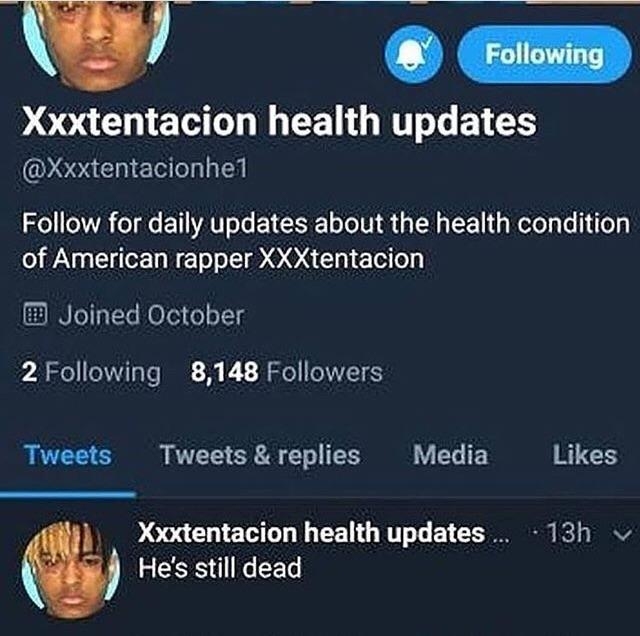 Following
Xxxtentacion health updates
@Xxxtentacionhe1
Follow for daily updates about the health condition
of American rapper XXXtentacion
Joined October
2 Following 8,148 Followers
Tweets Tweets & replies Media Likes
Xxxtentacion health updates ... · 13h
He's still dead